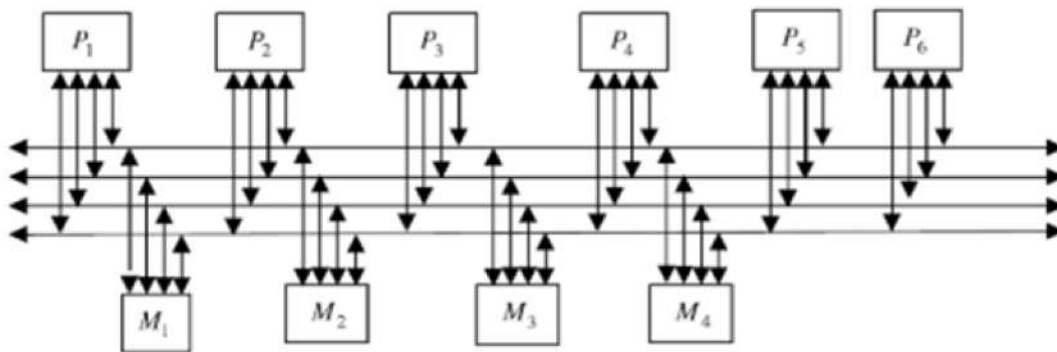 P₁ P₂ P₃ P₄ P₅ P₆
M₁ M₂ M₃ M₄